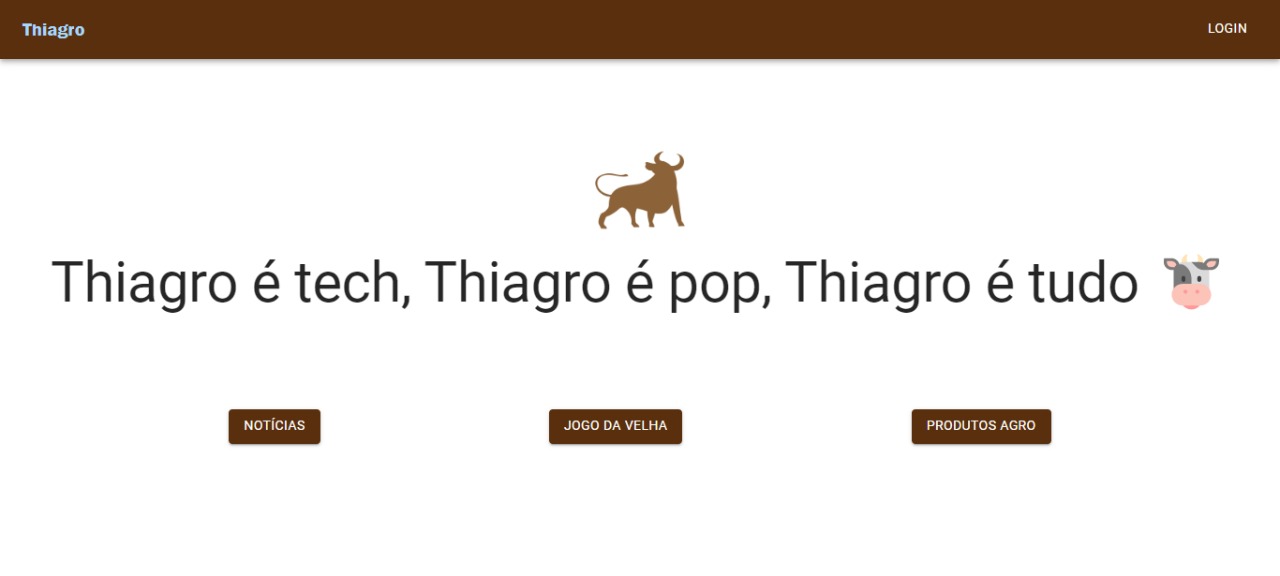 Thiagro
LOGIN
Thiagro é tech, Thiagro é pop, Thiagro é tudo
NOTÍCIAS
JOGO DA VELHA
PRODUTOS AGRO